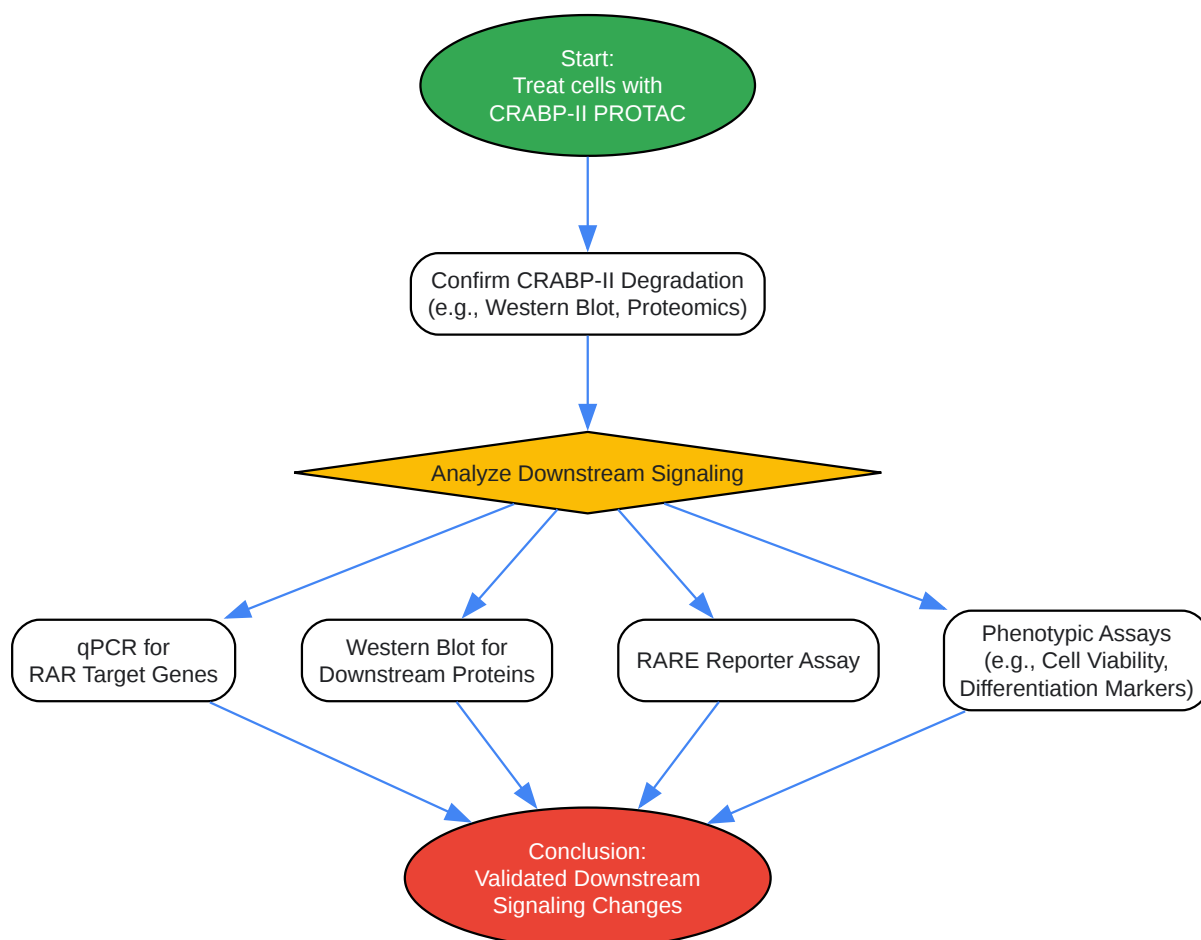 Start:
Treat cells with
CRABP-II PROTAC
Confirm CRABP-II Degradation
(e.g., Western Blot, Proteomics)
Analyze Downstream Signaling
qPCR for
RAR Target Genes
Western Blot for
Downstream Proteins
RARE Reporter Assay
Phenotypic Assays
(e.g., Cell Viability,
Differentiation Markers)
Conclusion:
Validated Downstream
Signaling Changes